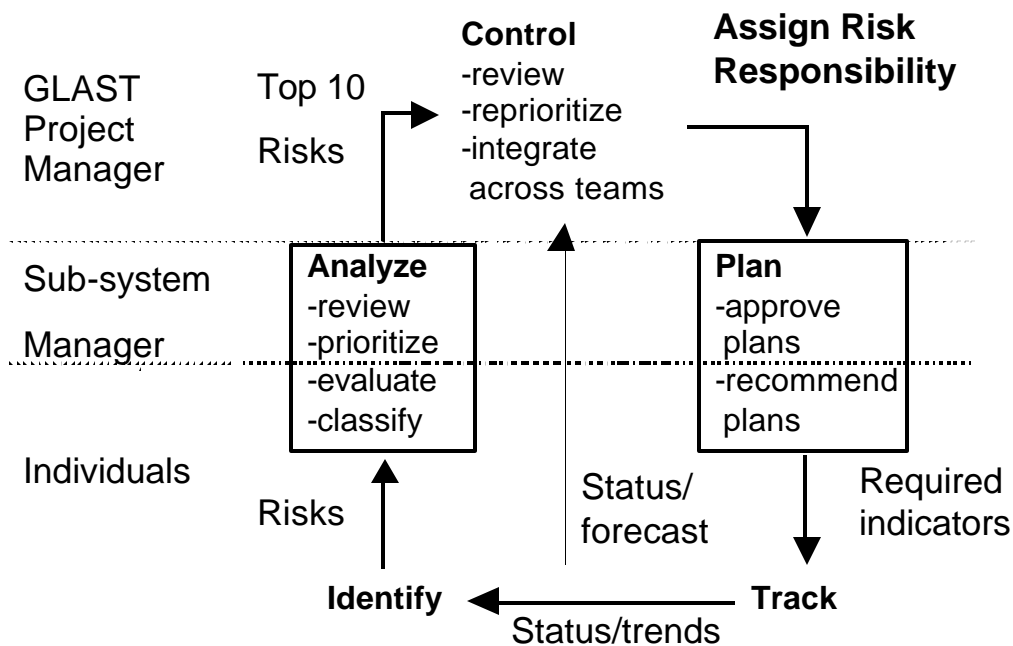 GLAST
Project
Manager
Top 10
Risks
Control
-review
-reprioritize
-integrate
across teams
Assign Risk
Responsibility
Sub-system
Manager
Analyze
-review
-prioritize
-evaluate
-classify
Plan
-approve
plans
-recommend
plans
Individuals
Risks
Status/
forecast
Required
indicators
Identify
Track
Status/trends